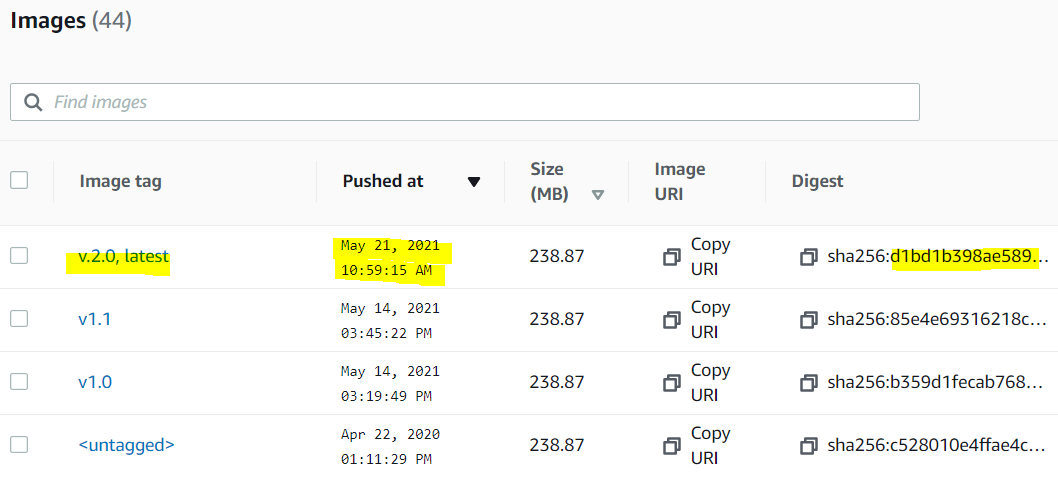 Images (44)
Find images
Image tag
Pushed at
Size
(MB)
Image
URI
Digest
v.2.0, latest
May 21, 2021
10:59:15 AM
238.87
Copy
URI
sha256:d1bd1b398ae589...
v1.1
May 14, 2021
03:45:22 PM
238.87
Copy
URI
sha256:85e4e69316218c...
v1.0
May 14, 2021
03:19:49 PM
238.87
Copy
URI
sha256:b359d1fecab768...
<untagged>
Apr 22, 2020
01:11:29 PM
238.87
Copy
URI
sha256:c528010e4ffae4c...